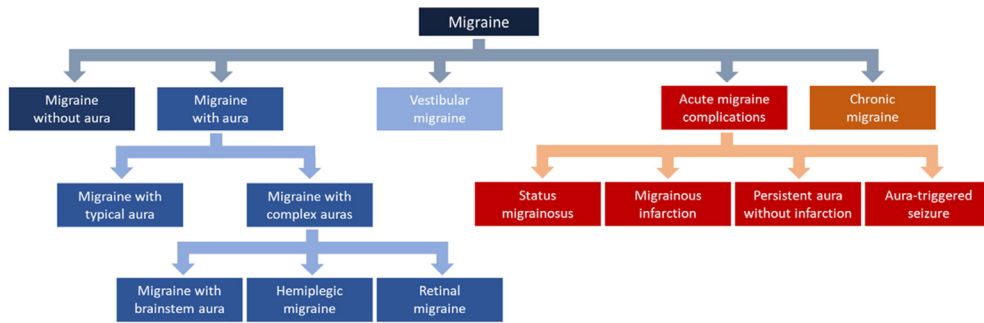 Migraine
Migraine
without aura
Migraine
with aura
Vestibular
migraine
Acute migraine
complications
Chronic
migraine
Migraine with
typical aura
Migraine with
complex auras
Status
migrainosus
Migrainous
infarction
Persistent aura
without infarction
Aura-triggered
seizure
Migraine with
brainstem aura
Hemiplegic
migraine
Retinal
migraine